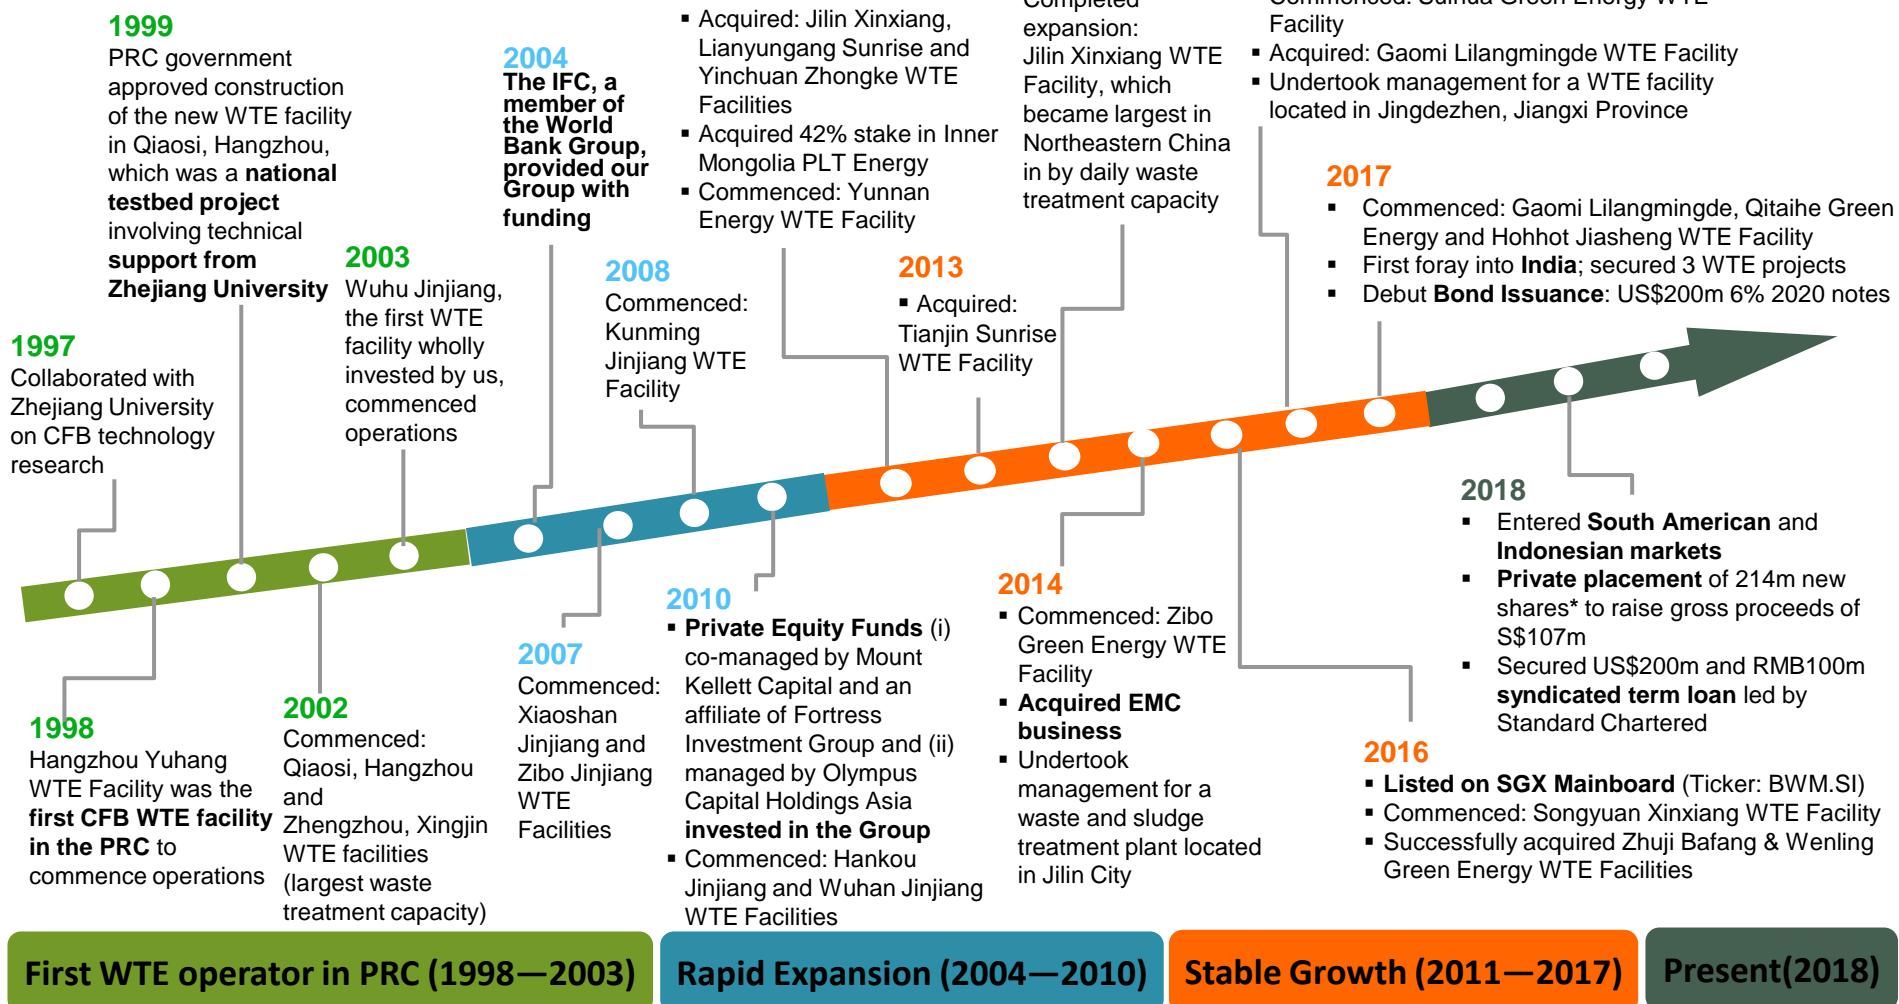 1999
PRC government
approved construction
of the new WTE facility
in Qiaosi, Hangzhou,
which was a national
testbed project
involving technical
support from
Zhejiang University
2004
The IFC, a
member of
the World
Bank Group,
provided our
Group with
funding
▪ Acquired: Jilin Xinxiang,
Lianyungang Sunrise and
Yinchuan Zhongke WTE
Facilities
▪ Acquired 42% stake in Inner
Mongolia PLT Energy
▪ Commenced: Yunnan
Energy WTE Facility
Completed
expansion:
Jilin Xinxiang WTE
Facility, which
became largest in
Northeastern China
in by daily waste
treatment capacity
Facility
▪ Acquired: Gaomi Lilangmingde WTE Facility
▪ Undertook management for a WTE facility
located in Jingdezhen, Jiangxi Province
2017
▪ Commenced: Gaomi Lilangmingde, Qitaihe Green
Energy and Hohhot Jiasheng WTE Facility
▪ First foray into India; secured 3 WTE projects
▪ Debut Bond Issuance: US$200m 6% 2020 notes
1997
Collaborated with
Zhejiang University
on CFB technology
research
2003
Wuhu Jinjiang,
the first WTE
facility wholly
invested by us,
commenced
operations
2008
Commenced:
Kunming
Jinjiang WTE
Facility
2013
▪ Acquired:
Tianjin Sunrise
WTE Facility
1998
Hangzhou Yuhang
WTE Facility was the
first CFB WTE facility
in the PRC to
commence operations
2002
Commenced:
Qiaosi, Hangzhou
and
Zhengzhou, Xingjin
WTE facilities
(largest waste
treatment capacity)
2007
Commenced:
Xiaoshan
Jinjiang and
Zibo Jinjiang
WTE
Facilities
2010
▪ Private Equity Funds (i)
co-managed by Mount
Kellett Capital and an
affiliate of Fortress
Investment Group and (ii)
managed by Olympus
Capital Holdings Asia
invested in the Group
▪ Commenced: Hankou
Jinjiang and Wuhan Jinjiang
WTE Facilities
2014
▪ Commenced: Zibo
Green Energy WTE
Facility
▪ Acquired EMC
business
▪ Undertook
management for a
waste and sludge
treatment plant located
in Jilin City
2016
▪ Listed on SGX Mainboard (Ticker: BWM.SI)
▪ Commenced: Songyuan Xinxiang WTE Facility
▪ Successfully acquired Zhuji Bafang & Wenling
Green Energy WTE Facilities
2018
▪ Entered South American and
Indonesian markets
▪ Private placement of 214m new
shares* to raise gross proceeds of
S$107m
▪ Secured US$200m and RMB100m
syndicated term loan led by
Standard Chartered
First WTE operator in PRC (1998—2003)
Rapid Expansion (2004—2010)
Stable Growth (2011—2017)
Present(2018)